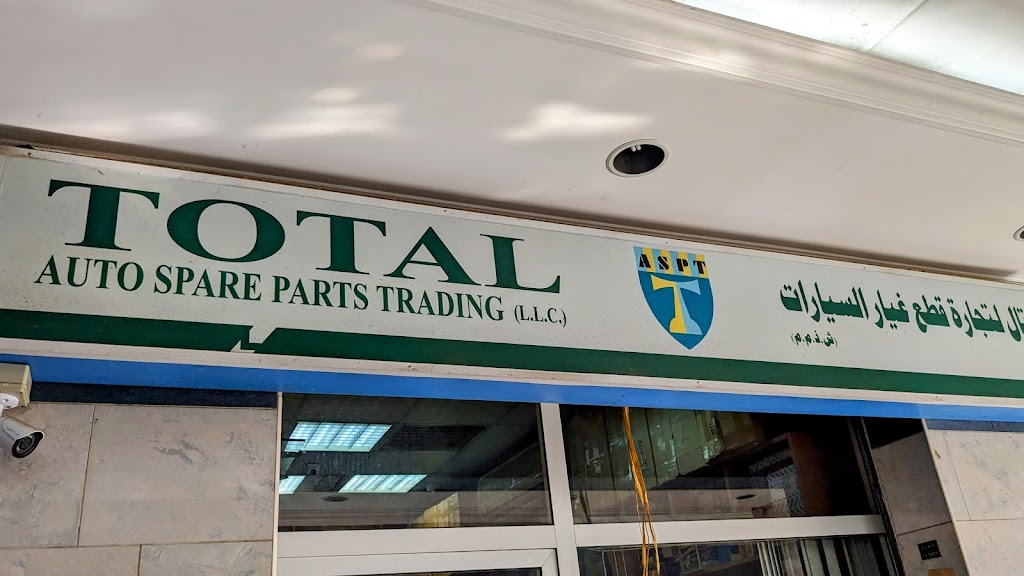 TOTAL
AUTO SPARE PARTS TRADING (L.L.C.)
ASPT
T
لتجارة قطع غيار السيارات
(ش.ذ.م.م)